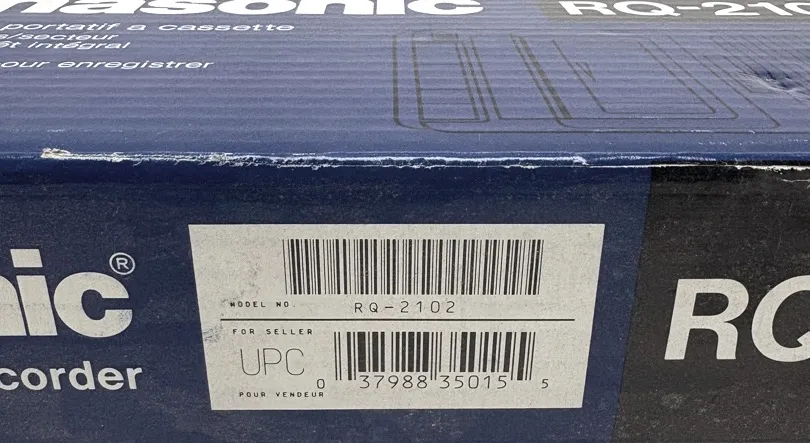 nasonic RQ-210
portatif à cassette
s/secteur
êt intégral
our enregistrer
nic®
corder
RQ
MODEL NO. RQ-2102
FOR SELLER
UPC
0 37988 35015 5
POUR VENDEUR